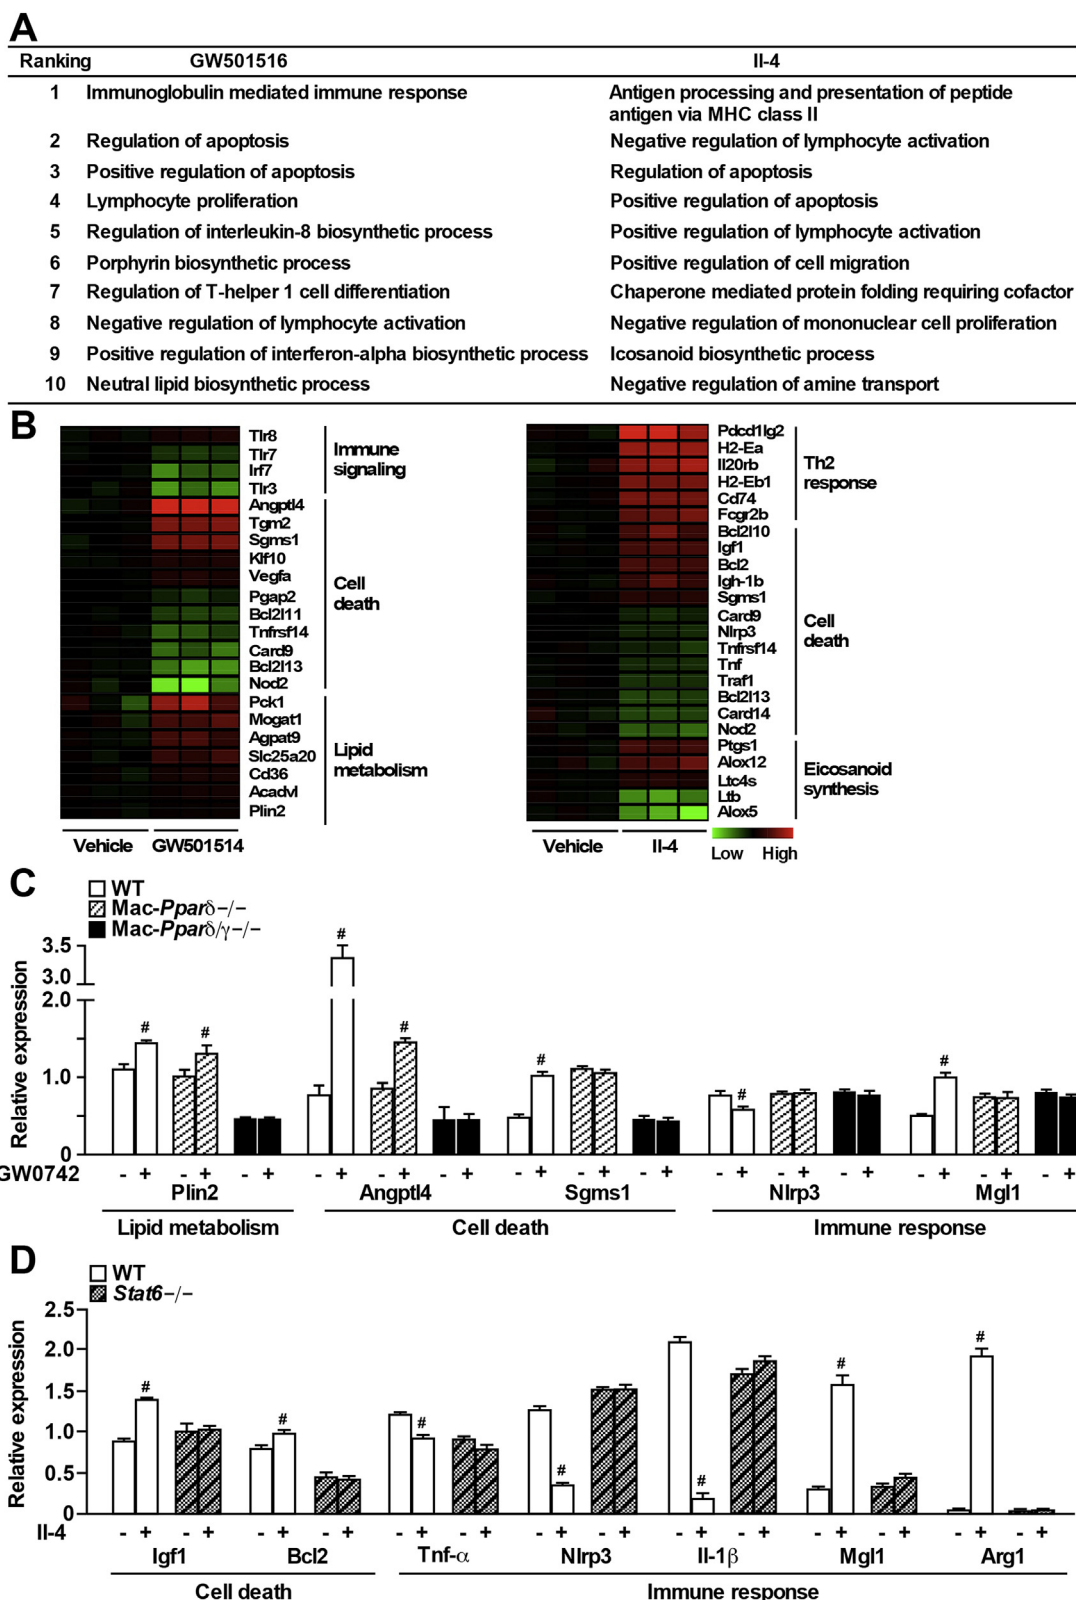 A
Ranking GW501516 Il-4
1 Immunoglobulin mediated immune response Antigen processing and presentation of peptide
antigen via MHC class II
2 Regulation of apoptosis Negative regulation of lymphocyte activation
3 Positive regulation of apoptosis Regulation of apoptosis
4 Lymphocyte proliferation Positive regulation of apoptosis
5 Regulation of interleukin-8 biosynthetic process Positive regulation of lymphocyte activation
6 Porphyrin biosynthetic process Positive regulation of cell migration
7 Regulation of T-helper 1 cell differentiation Chaperone mediated protein folding requiring cofactor
8 Negative regulation of lymphocyte activation Negative regulation of mononuclear cell proliferation
9 Positive regulation of interferon-alpha biosynthetic process Icosanoid biosynthetic process
10 Neutral lipid biosynthetic process Negative regulation of amine transport
B
Tlr8
Tlr7
Irf7
Tlr3
Angptl4
Tgm2
Sgms1
Klf10
Vegfa
Pgap2
Bcl2l11
Tnfrsf14
Card9
Bcl2l13
Nod2
Pck1
Mogat1
Agpat9
Slc25a20
Cd36
Acadvl
Plin2
Immune
signaling
Cell
death
Lipid
metabolism
Vehicle GW501514
Pdcd1lg2
H2-Ea
Il20rb
H2-Eb1
Cd74
Fcgr2b
Bcl2l10
Igf1
Bcl2
Igh-1b
Sgms1
Card9
Nlrp3
Tnfrsf14
Tnf
Traf1
Bcl2l13
Card14
Nod2
Ptgs1
Alox12
Ltc4s
Ltb
Alox5
Th2
response
Cell
death
Eicosanoid
synthesis
Vehicle Il-4
Low High
C
WT
Mac-Pparδ−/−
Mac-Pparδ/γ−/−
Relative expression
3.5
3.0
2.0
1.0
0
# # # # # # #
GW0742 - + - + - + - + - + - + - + - + - + - + - + - + - + - + - +
Plin2 Angptl4 Sgms1 Nlrp3 Mgl1
Lipid metabolism Cell death Immune response
D
WT
Stat6−/−
Relative expression
2.5
2.0
1.5
1.0
0.5
0
# # # # # # #
Il-4 - + - + - + - + - + - + - + - + - + - + - + - + - + - +
Igf1 Bcl2 Tnf-α Nlrp3 Il-1β Mgl1 Arg1
Cell death Immune response